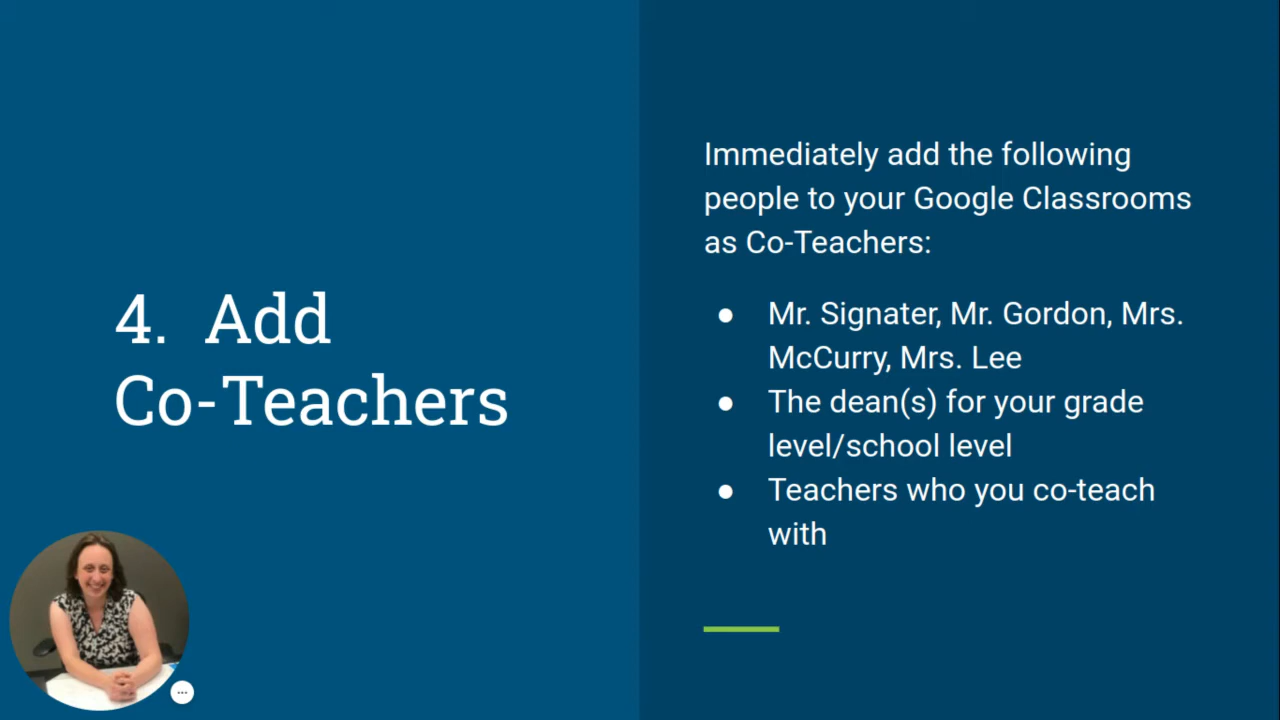 4. Add
Co-Teachers
Immediately add the following
people to your Google Classrooms
as Co-Teachers:
● Mr. Signater, Mr. Gordon, Mrs.
McCurry, Mrs. Lee
● The dean(s) for your grade
level/school level
● Teachers who you co-teach
with